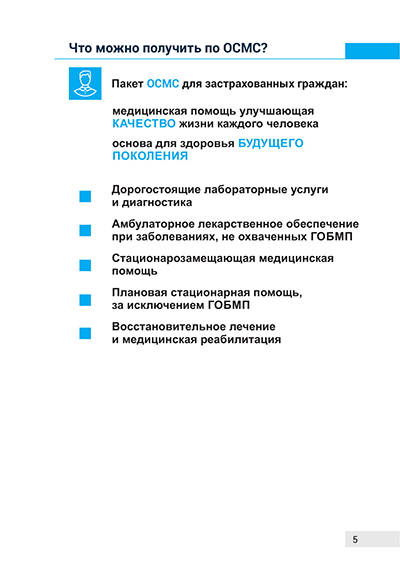 Что можно получить по ОСМС?
Пакет ОСМС для застрахованных граждан:
медицинская помощь улучшающая
КАЧЕСТВО жизни каждого человека
основа для здоровья БУДУЩЕГО
ПОКОЛЕНИЯ
Дорогостоящие лабораторные услуги
и диагностика
Амбулаторное лекарственное обеспечение
при заболеваниях, не охваченных ГОБМП
Стационарозамещающая медицинская
помощь
Плановая стационарная помощь,
за исключением ГОБМП
Восстановительное лечение
и медицинская реабилитация
5